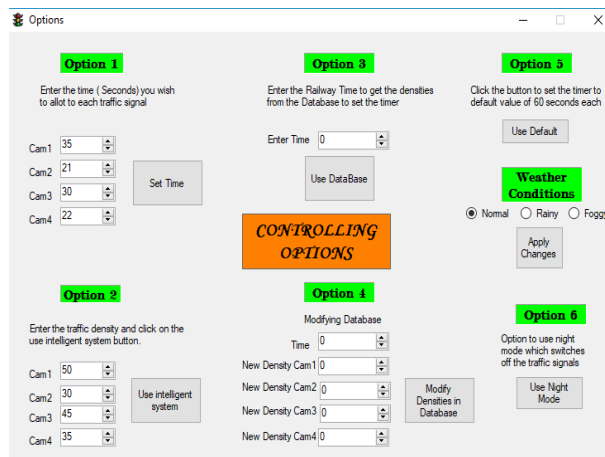 Options
Option 1
Enter the time ( Seconds) you wish
to allot to each traffic signal
Cam1 35
Cam2 21
Cam3 30
Cam4 22
Set Time
Option 2
Enter the traffic density and click on the
use intelligent system button.
Cam1 50
Cam2 30
Cam3 45
Cam4 35
Use intelligent
system
Option 3
Enter the Railway Time to get the densities
from the Database to set the timer
Enter Time 0
Use DataBase
CONTROLLING
OPTIONS
Option 4
Modifying Database
Time 0
New Density Cam1 0
New Density Cam2 0
New Density Cam3 0
New Density Cam4 0
Modify
Densities in
Database
Option 5
Click the button to set the timer to
default value of 60 seconds each
Use Default
Weather
Conditions
Normal Rainy Foggy
Apply
Changes
Option 6
Option to use night
mode which switches
off the traffic signals
Use Night
Mode